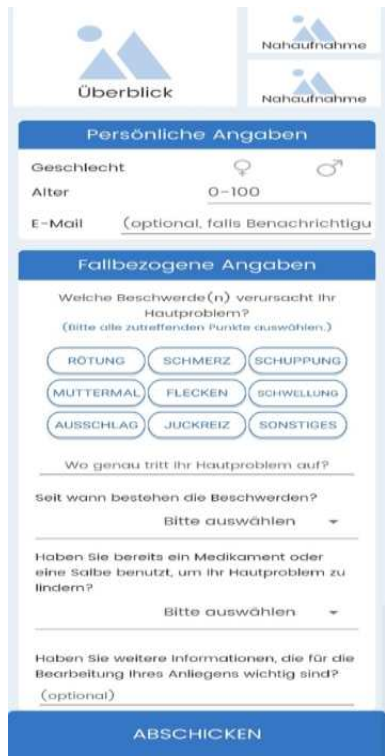 Überblick
Nahaufnahme
Nahaufnahme
Persönliche Angaben
Geschlecht
Alter 0-100
E-Mail (optional, falls Benachrichtigu
Fallbezogene Angaben
Welche Beschwerde(n) verursacht Ihr
Hautproblem?
(Bitte alle zutreffenden Punkte auswählen.)
RÖTUNG SCHMERZ SCHUPPUNG
MUTTERMAL FLECKEN SCHWELLUNG
AUSSCHLAG JUCKREIZ SONSTIGES
Wo genau tritt Ihr Hautproblem auf?
Seit wann bestehen die Beschwerden?
Bitte auswählen
Haben Sie bereits ein Medikament oder
eine Salbe benutzt, um Ihr Hautproblem zu
lindern?
Bitte auswählen
Haben Sie weitere Informationen, die für die
Bearbeitung Ihres Anliegens wichtig sind?
(optional)
ABSCHICKEN